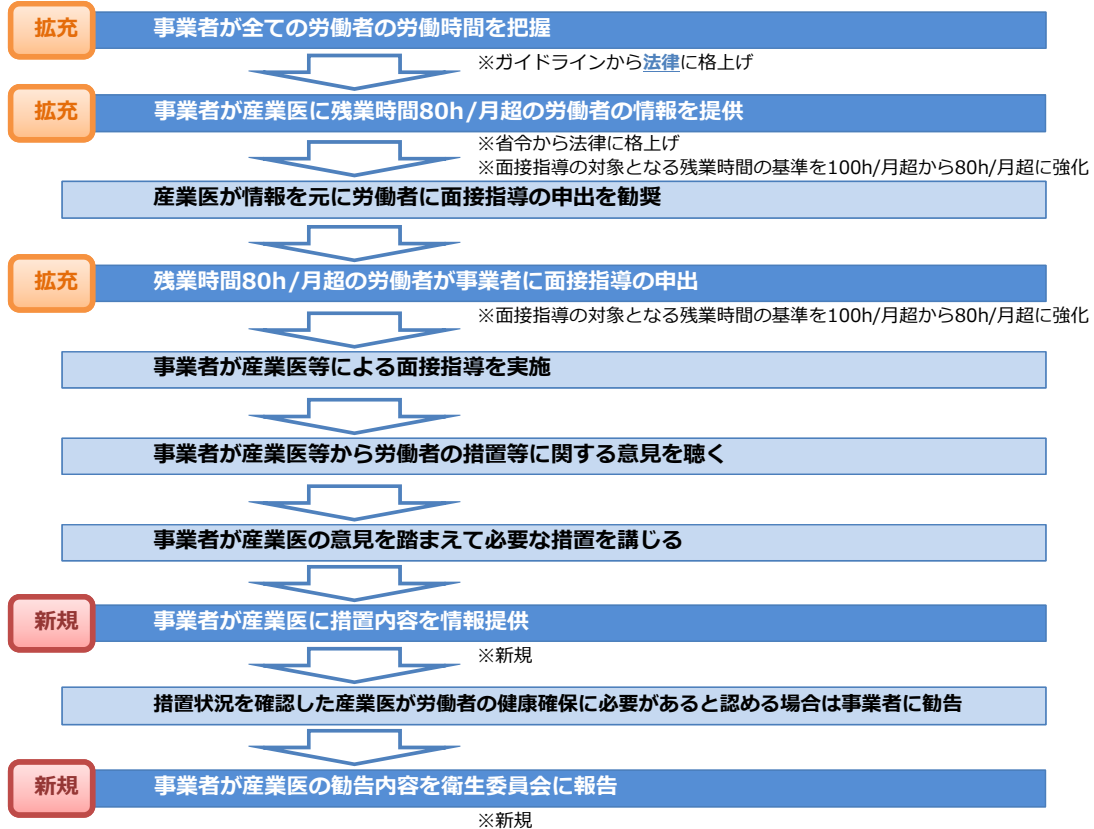 拡充
事業者が全ての労働者の労働時間を把握
※ガイドラインから法律に格上げ
拡充
事業者が産業医に残業時間80h/月超の労働者の情報を提供
※省令から法律に格上げ
※面接指導の対象となる残業時間の基準を100h/月超から80h/月超に強化
産業医が情報を元に労働者に面接指導の申出を勧奨
拡充
残業時間80h/月超の労働者が事業者に面接指導の申出
※面接指導の対象となる残業時間の基準を100h/月超から80h/月超に強化
事業者が産業医等による面接指導を実施
事業者が産業医等から労働者の措置等に関する意見を聴く
事業者が産業医の意見を踏まえて必要な措置を講じる
新規
事業者が産業医に措置内容を情報提供
※新規
措置状況を確認した産業医が労働者の健康確保に必要があると認める場合は事業者に勧告
新規
事業者が産業医の勧告内容を衛生委員会に報告
※新規